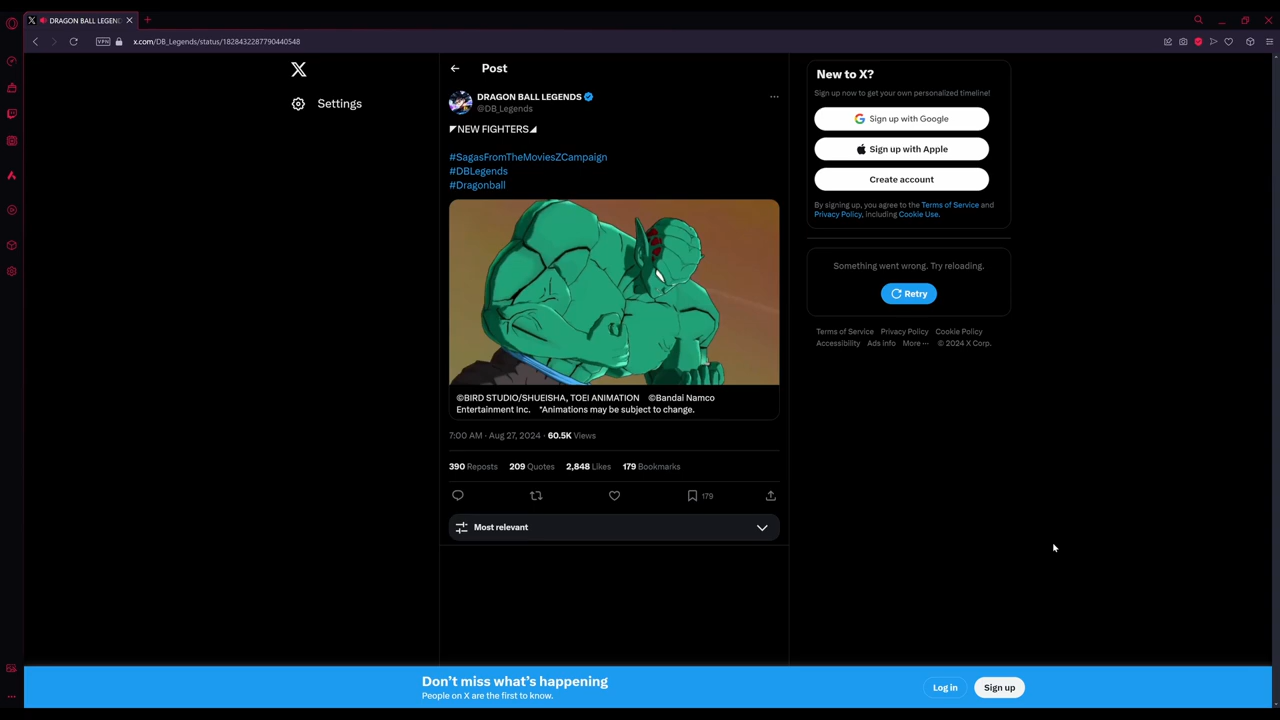 DRAGON BALL LEGEND
VPN
x.com/DB_Legends/status/1828432287790440548
Settings
Post
DRAGON BALL LEGENDS
@DB_Legends
◤NEW FIGHTERS◢
#SagasFromTheMoviesZCampaign
#DBLegends
#Dragonball
©BIRD STUDIO/SHUEISHA, TOEI ANIMATION ©Bandai Namco
Entertainment Inc. *Animations may be subject to change.
7:00 AM · Aug 27, 2024 · 60.5K Views
390 Reposts 209 Quotes 2,848 Likes 179 Bookmarks
179
Most relevant
New to X?
Sign up now to get your own personalized timeline!
Sign up with Google
Sign up with Apple
Create account
By signing up, you agree to the Terms of Service and
Privacy Policy, including Cookie Use.
Something went wrong. Try reloading.
Retry
Terms of Service Privacy Policy Cookie Policy
Accessibility Ads info More ··· © 2024 X Corp.
Don’t miss what’s happening
People on X are the first to know.
Log in
Sign up